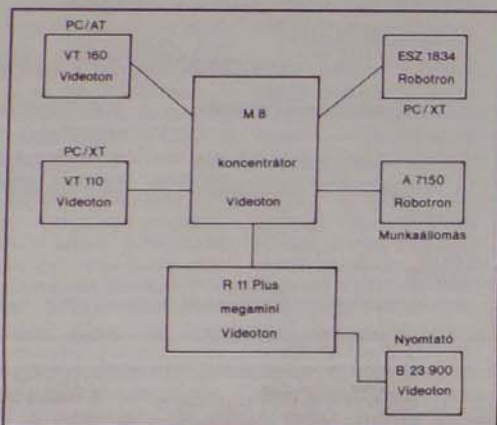 PC/AT
VT 160
Videoton
ESZ 1834
Robotron
PC/XT
M 8
koncentrátor
Videoton
PC/XT
VT 110
Videoton
A 7150
Robotron
Munkaállomás
R 11 Plus
megamini
Videoton
Nyomtató
B 23 900
Videoton